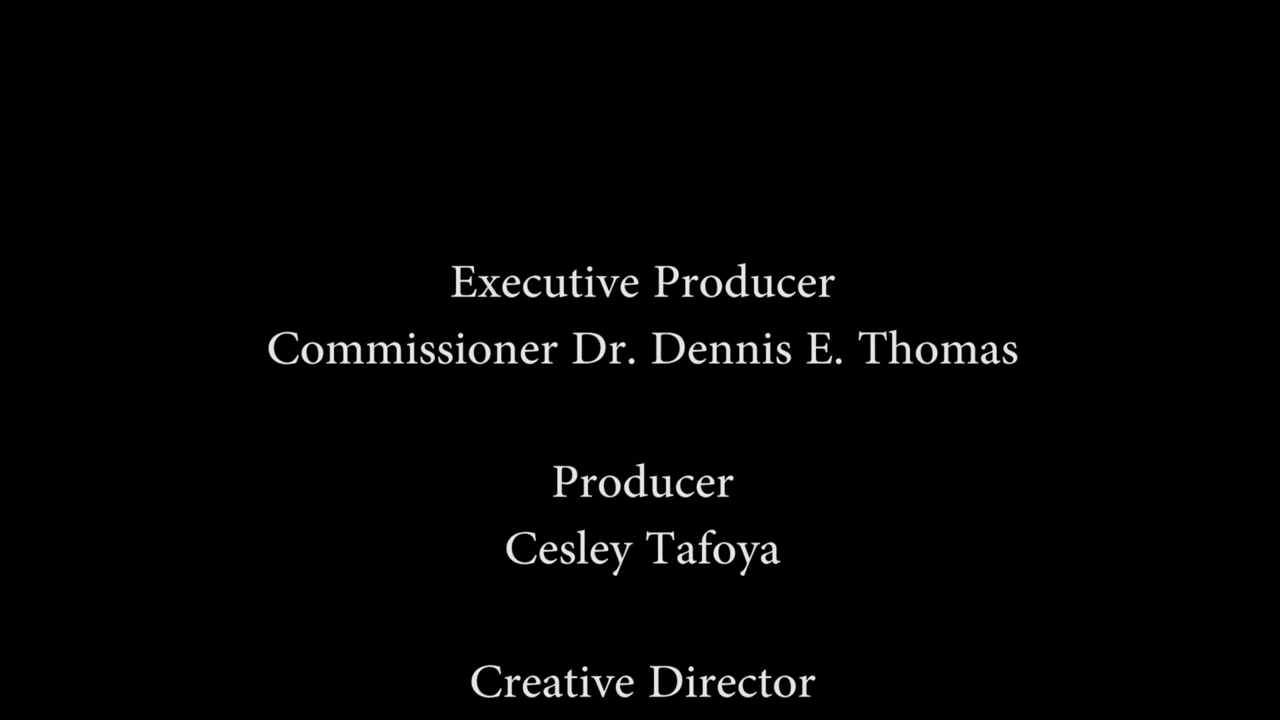 Executive Producer
Commissioner Dr. Dennis E. Thomas
Producer
Cesley Tafoya
Creative Director